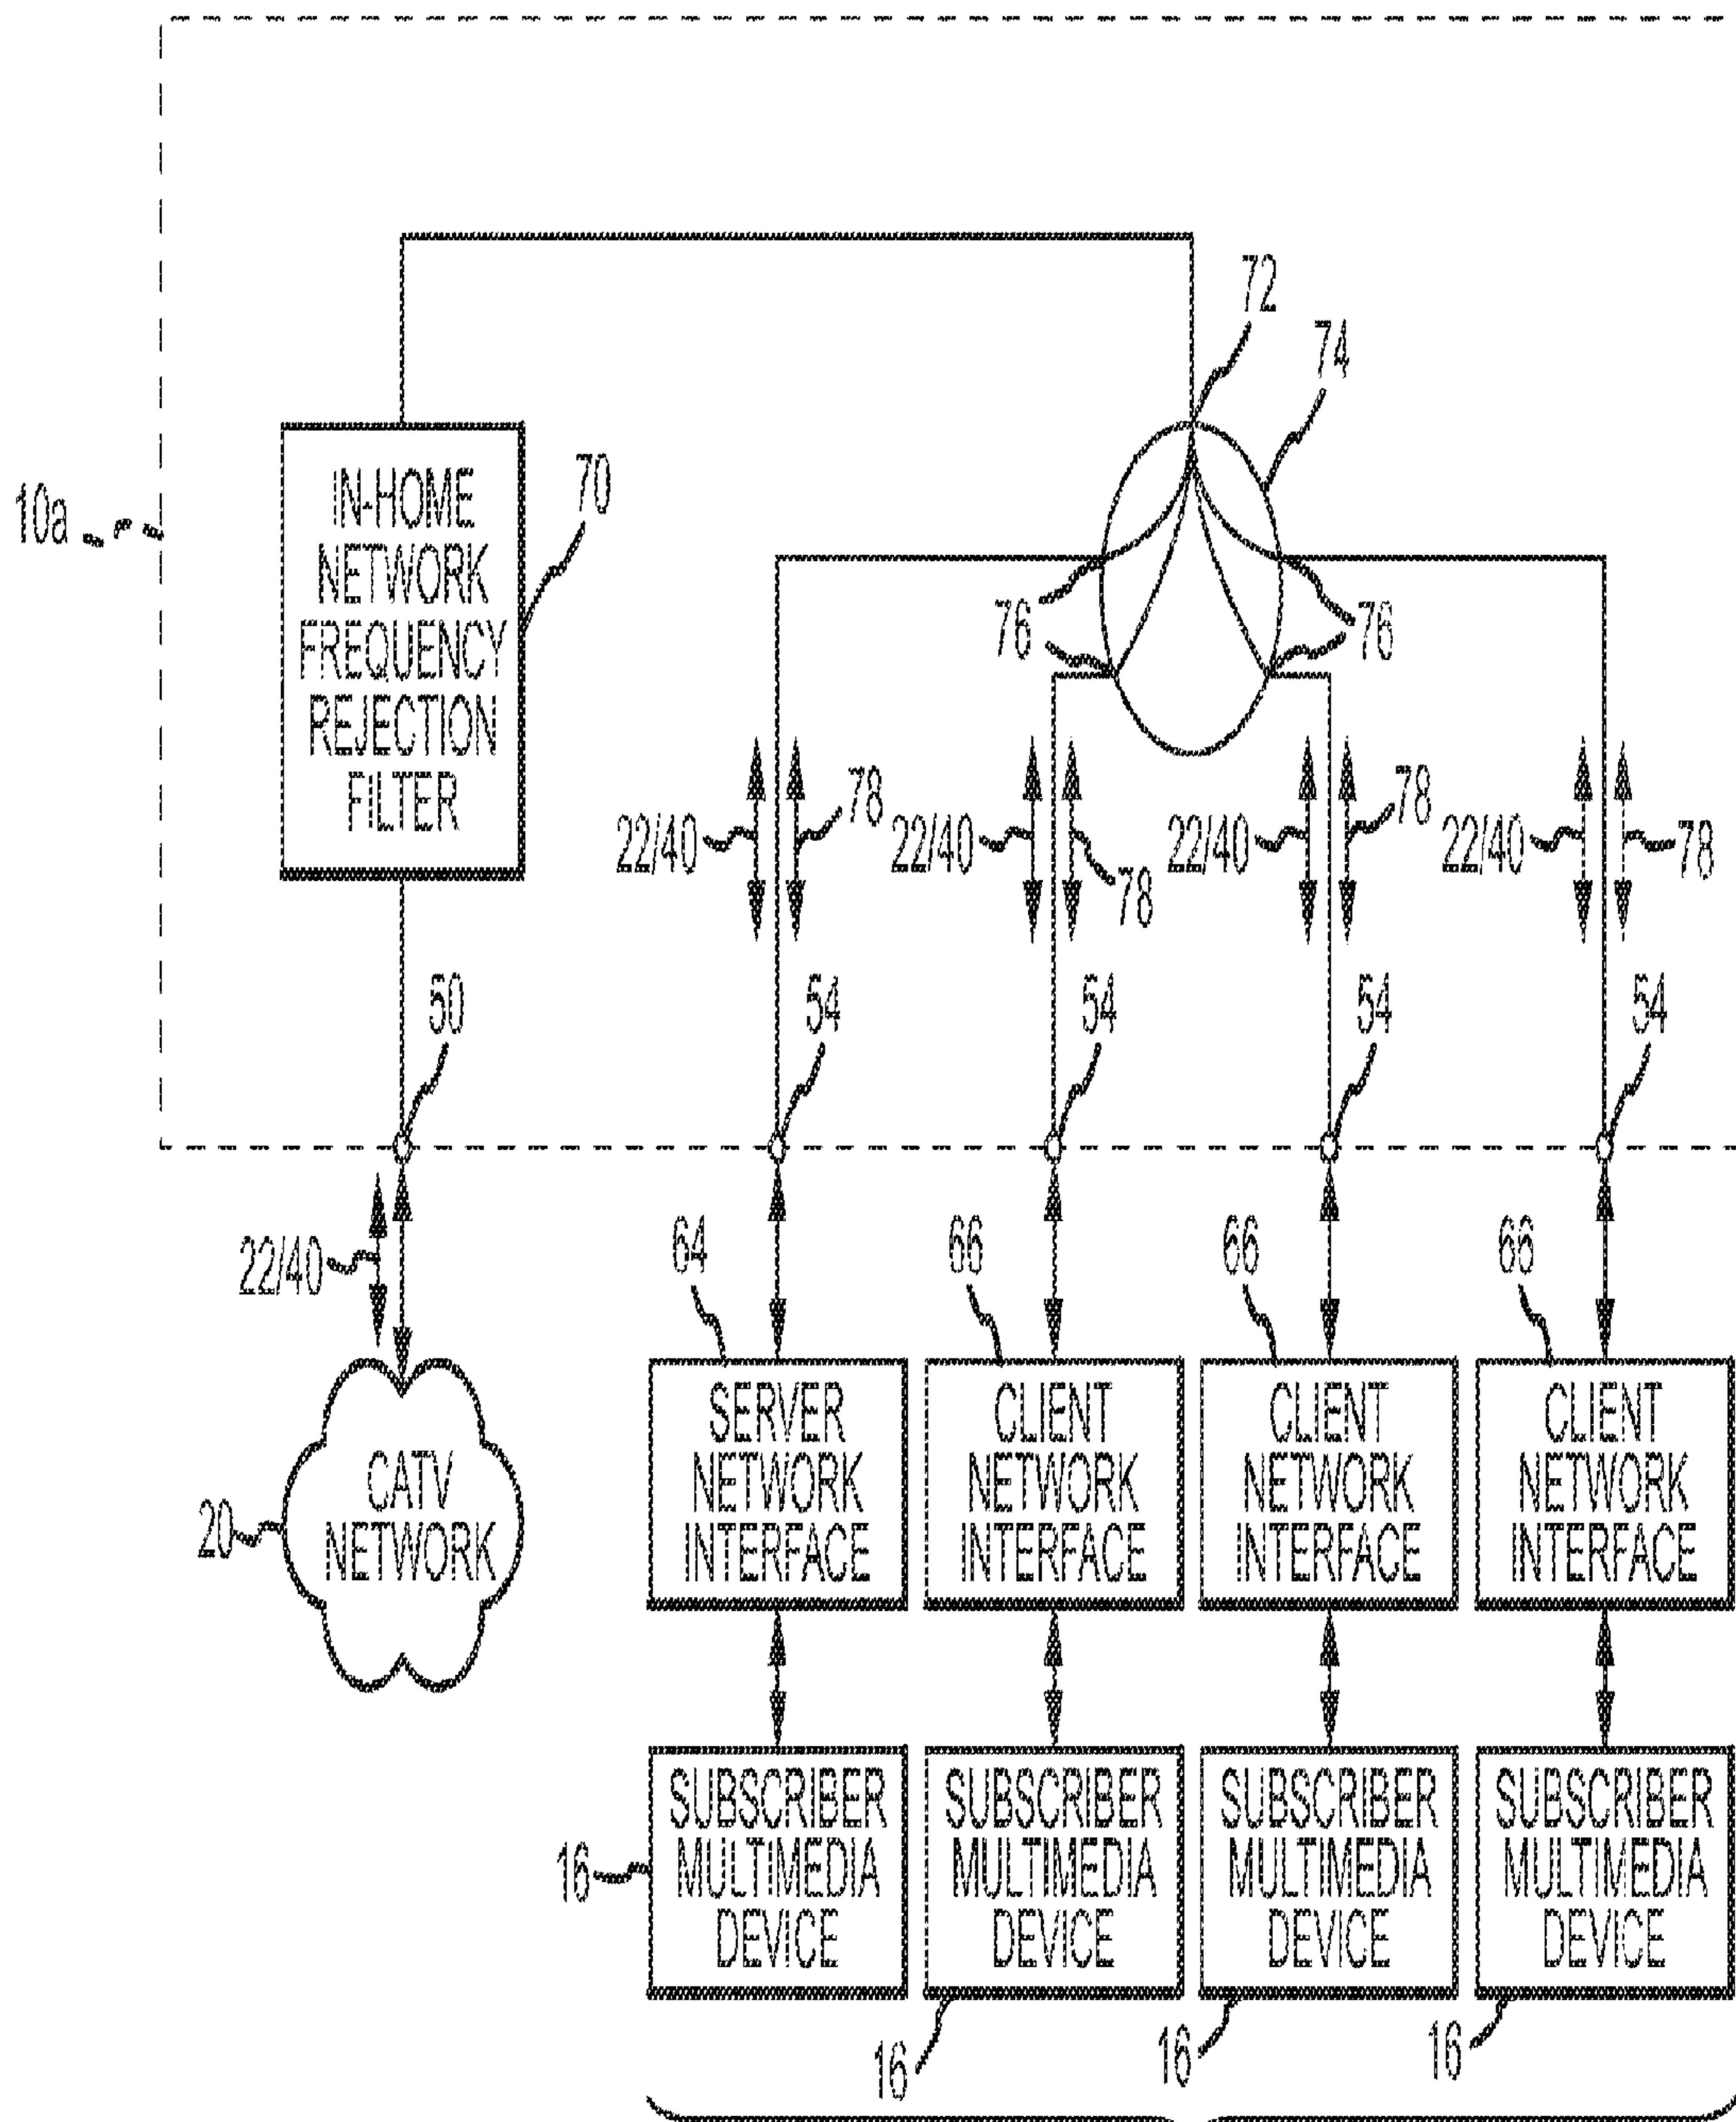 72
74
10a
IN-HOME
NETWORK
FREQUENCY
REJECTION
FILTER
70
76
76
22/40
78
22/40
78
22/40
78
22/40
78
50
54
54
54
54
22/40
64
66
66
66
20
CATV
NETWORK
SERVER
NETWORK
INTERFACE
CLIENT
NETWORK
INTERFACE
CLIENT
NETWORK
INTERFACE
CLIENT
NETWORK
INTERFACE
16
SUBSCRIBER
MULTIMEDIA
DEVICE
SUBSCRIBER
MULTIMEDIA
DEVICE
SUBSCRIBER
MULTIMEDIA
DEVICE
SUBSCRIBER
MULTIMEDIA
DEVICE
16
16
16